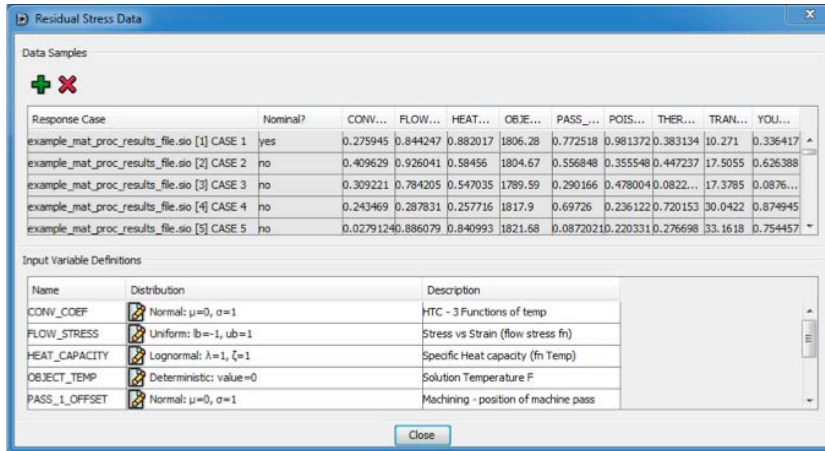 Residual Stress Data
Data Samples
Response Case Nominal? CONV... FLOW... HEAT... OBJE... PASS_... POIS... THER... TRAN... YOU...
example_mat_proc_results_file.sio [1] CASE 1 yes 0.275945 0.844247 0.882017 1806.28 0.772518 0.981372 0.383134 10.271 0.336417
example_mat_proc_results_file.sio [2] CASE 2 no 0.409629 0.926041 0.58456 1804.67 0.556848 0.355548 0.447237 17.5055 0.626388
example_mat_proc_results_file.sio [3] CASE 3 no 0.309221 0.784205 0.547035 1789.59 0.290166 0.478004 0.0822... 17.3785 0.0876...
example_mat_proc_results_file.sio [4] CASE 4 no 0.243469 0.287831 0.257716 1817.9 0.69726 0.236122 0.720153 30.0422 0.874945
example_mat_proc_results_file.sio [5] CASE 5 no 0.0279124 0.886079 0.840993 1821.68 0.0872021 0.220331 0.276698 33.1618 0.754457
Input Variable Definitions
Name Distribution Description
CONV_COEF Normal: μ=0, σ=1 HTC - 3 Functions of temp
FLOW_STRESS Uniform: lb=-1, ub=1 Stress vs Strain (flow stress fn)
HEAT_CAPACITY Lognormal: λ=1, ζ=1 Specific Heat capacity (fn Temp)
OBJECT_TEMP Deterministic: value=0 Solution Temperature F
PASS_1_OFFSET Normal: μ=0, σ=1 Machining - position of machine pass
Close